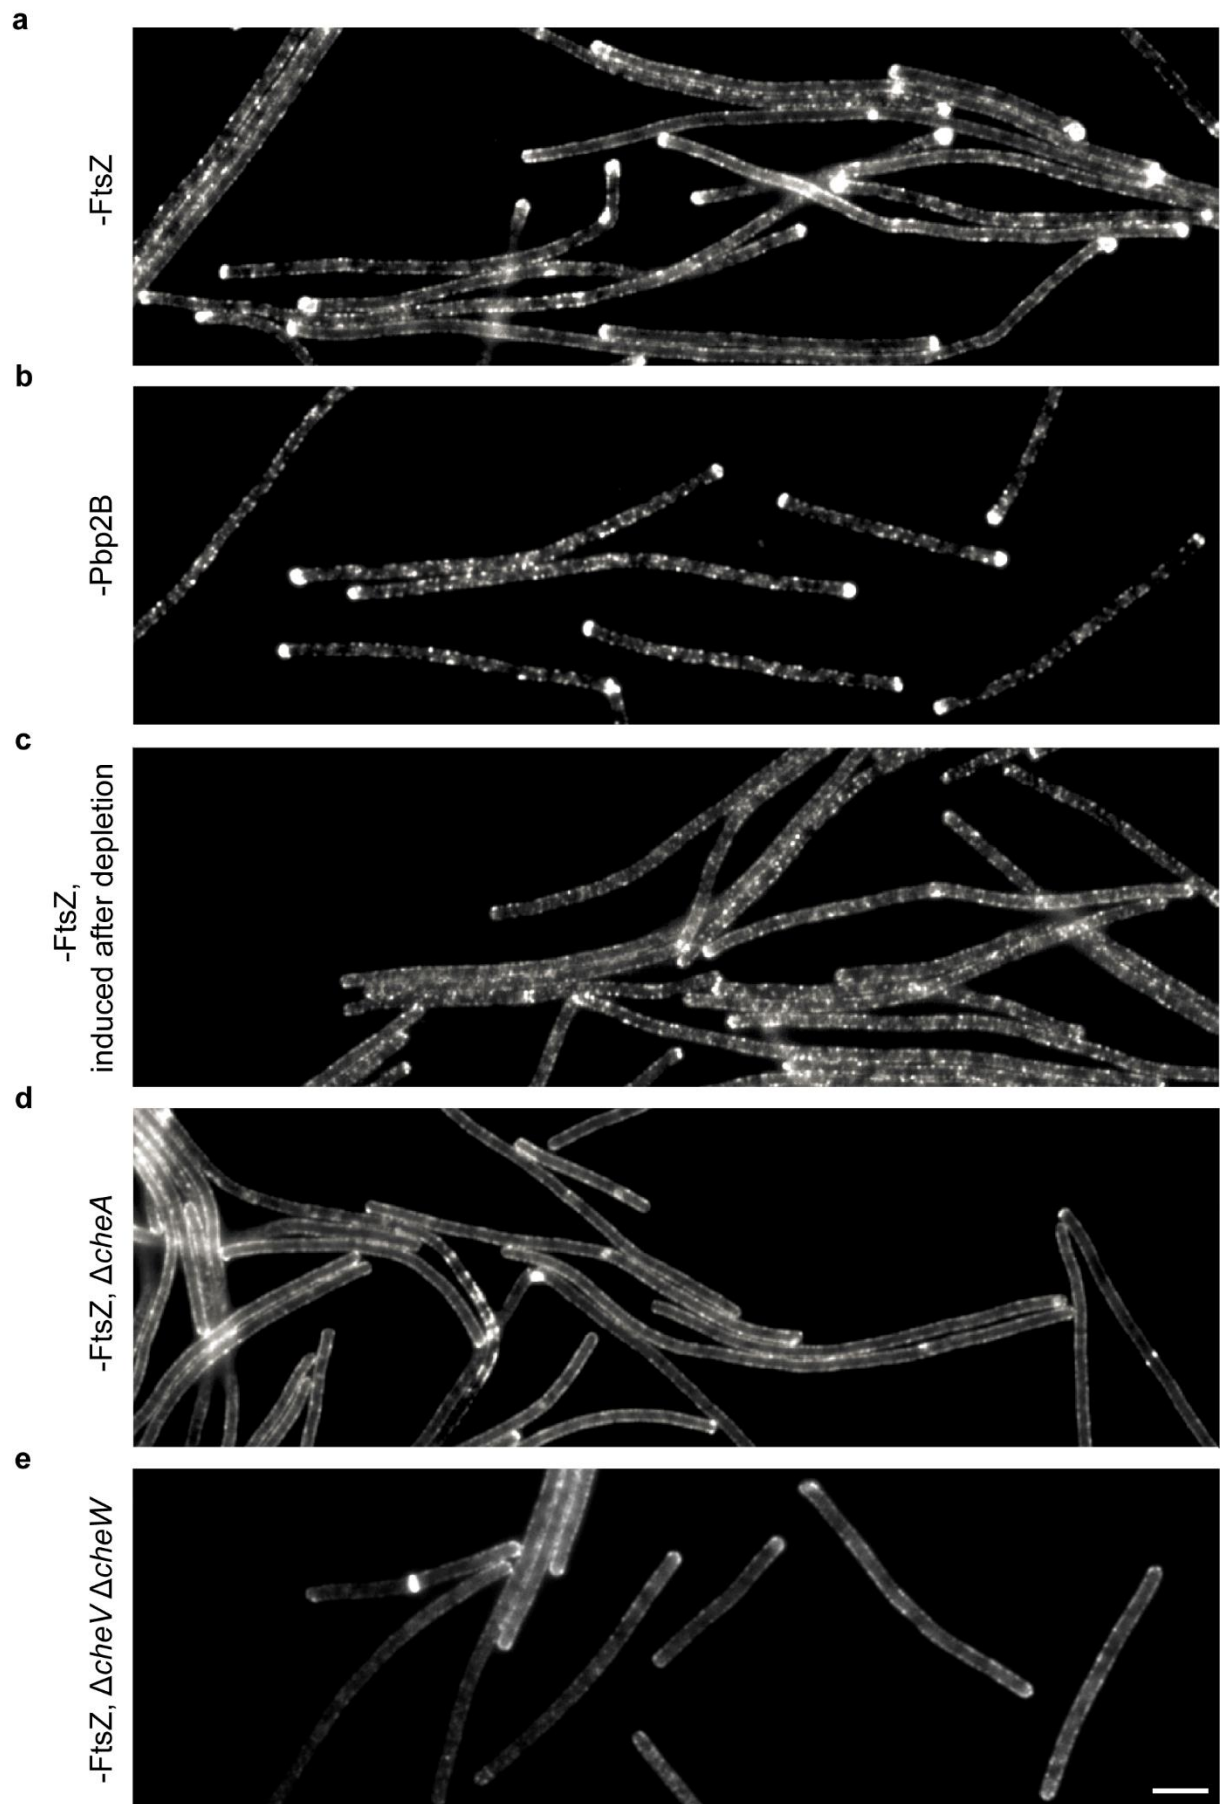 a
-FtsZ
b
-Pbp2B
c
-FtsZ,
induced after depletion
d
-FtsZ, ΔcheA
e
-FtsZ, ΔcheV ΔcheW